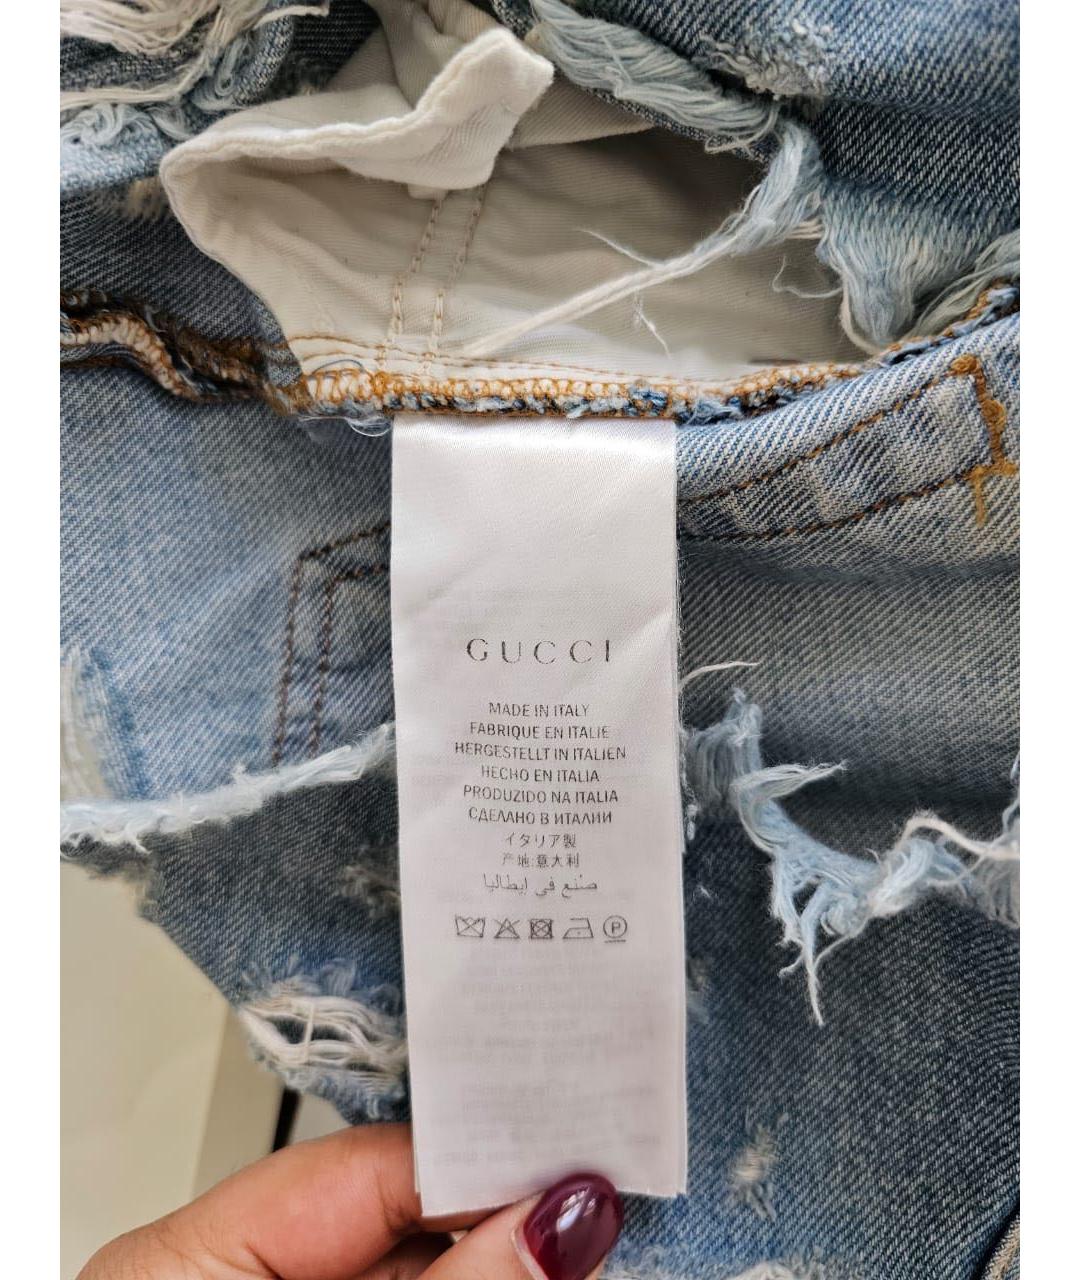 GUCCI
MADE IN ITALY
FABRIQUE EN ITALIE
HERGESTELLT IN ITALIEN
HECHO EN ITALIA
PRODUZIDO NA ITALIA
СДЕЛАНО В ИТАЛИИ
イタリア製
产地:意大利
صنع في إيطاليا
P